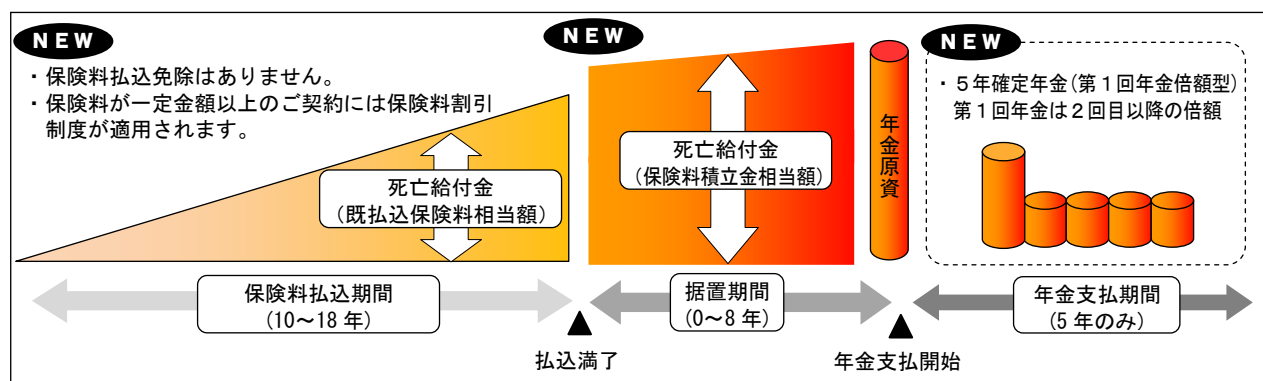 NEW
・保険料払込免除はありません。
・保険料が一定金額以上のご契約には保険料割引
制度が適用されます。
死亡給付金
（既払込保険料相当額）
NEW
死亡給付金
（保険料積立金相当額）
年金原資
NEW
・５年確定年金（第１回年金倍額型）
第１回年金は２回目以降の倍額
保険料払込期間
（10～18 年）
据置期間
（0～8 年）
年金支払期間
（5 年のみ）
▲
払込満了
▲
年金支払開始